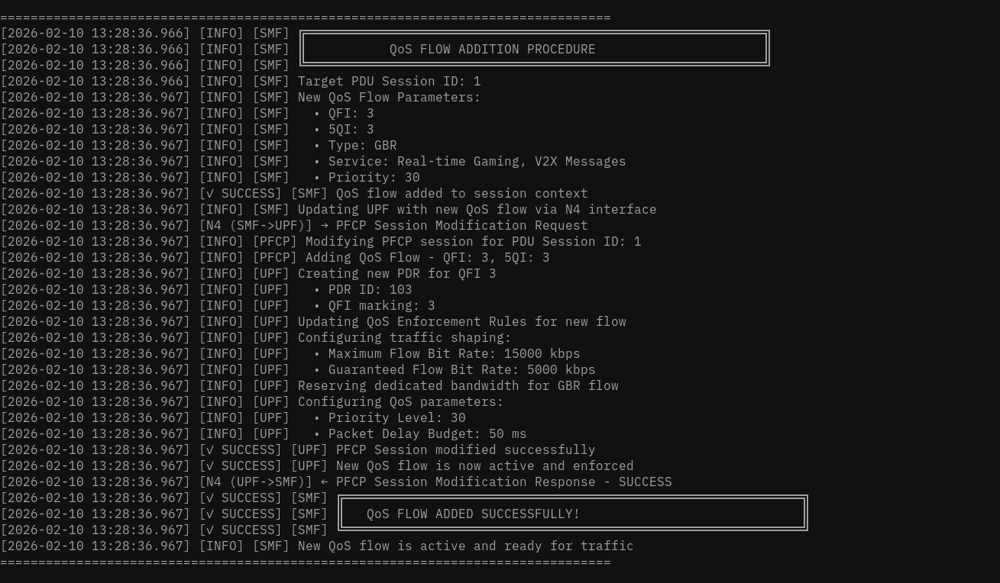 ================================================================================
[2026-02-10 13:28:36.966] [INFO] [SMF]
[2026-02-10 13:28:36.966] [INFO] [SMF] QoS FLOW ADDITION PROCEDURE
[2026-02-10 13:28:36.966] [INFO] [SMF]
[2026-02-10 13:28:36.966] [INFO] [SMF] Target PDU Session ID: 1
[2026-02-10 13:28:36.967] [INFO] [SMF] New QoS Flow Parameters:
[2026-02-10 13:28:36.967] [INFO] [SMF]   • QFI: 3
[2026-02-10 13:28:36.967] [INFO] [SMF]   • 5QI: 3
[2026-02-10 13:28:36.967] [INFO] [SMF]   • Type: GBR
[2026-02-10 13:28:36.967] [INFO] [SMF]   • Service: Real-time Gaming, V2X Messages
[2026-02-10 13:28:36.967] [INFO] [SMF]   • Priority: 30
[2026-02-10 13:28:36.967] [√ SUCCESS] [SMF] QoS flow added to session context
[2026-02-10 13:28:36.967] [INFO] [SMF] Updating UPF with new QoS flow via N4 interface
[2026-02-10 13:28:36.967] [N4 (SMF->UPF)] → PFCP Session Modification Request
[2026-02-10 13:28:36.967] [INFO] [PFCP] Modifying PFCP session for PDU Session ID: 1
[2026-02-10 13:28:36.967] [INFO] [PFCP] Adding QoS Flow - QFI: 3, 5QI: 3
[2026-02-10 13:28:36.967] [INFO] [UPF] Creating new PDR for QFI 3
[2026-02-10 13:28:36.967] [INFO] [UPF]   • PDR ID: 103
[2026-02-10 13:28:36.967] [INFO] [UPF]   • QFI marking: 3
[2026-02-10 13:28:36.967] [INFO] [UPF] Updating QoS Enforcement Rules for new flow
[2026-02-10 13:28:36.967] [INFO] [UPF] Configuring traffic shaping:
[2026-02-10 13:28:36.967] [INFO] [UPF]   • Maximum Flow Bit Rate: 15000 kbps
[2026-02-10 13:28:36.967] [INFO] [UPF]   • Guaranteed Flow Bit Rate: 5000 kbps
[2026-02-10 13:28:36.967] [INFO] [UPF] Reserving dedicated bandwidth for GBR flow
[2026-02-10 13:28:36.967] [INFO] [UPF] Configuring QoS parameters:
[2026-02-10 13:28:36.967] [INFO] [UPF]   • Priority Level: 30
[2026-02-10 13:28:36.967] [INFO] [UPF]   • Packet Delay Budget: 50 ms
[2026-02-10 13:28:36.967] [√ SUCCESS] [UPF] PFCP Session modified successfully
[2026-02-10 13:28:36.967] [√ SUCCESS] [UPF] New QoS flow is now active and enforced
[2026-02-10 13:28:36.967] [N4 (UPF->SMF)] ← PFCP Session Modification Response - SUCCESS
[2026-02-10 13:28:36.967] [√ SUCCESS] [SMF]
[2026-02-10 13:28:36.967] [√ SUCCESS] [SMF] QoS FLOW ADDED SUCCESSFULLY!
[2026-02-10 13:28:36.967] [√ SUCCESS] [SMF]
[2026-02-10 13:28:36.967] [INFO] [SMF] New QoS flow is active and ready for traffic
================================================================================